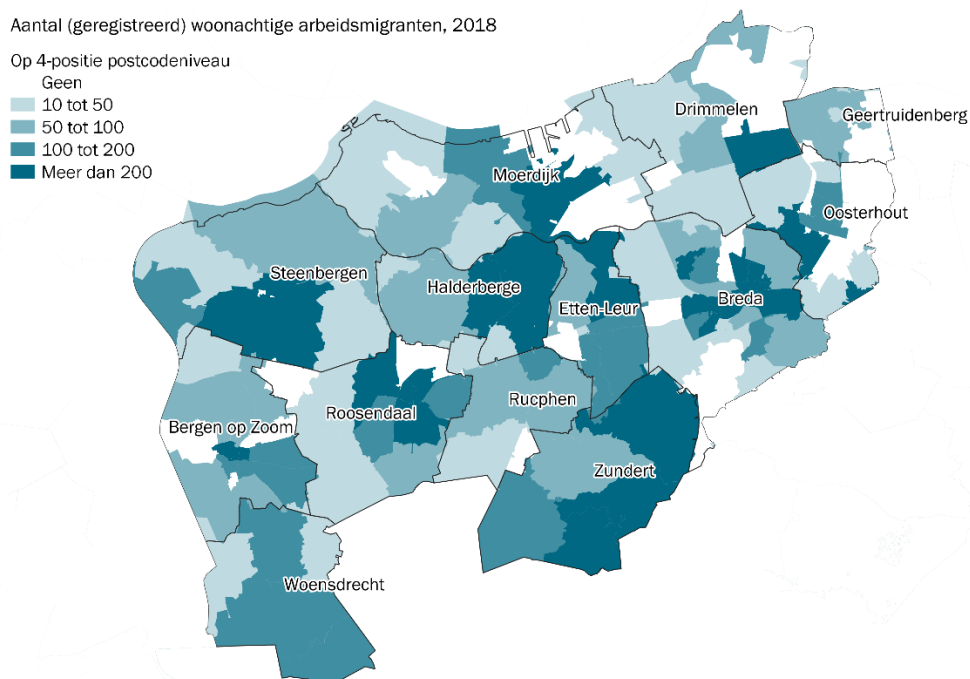 Aantal (geregistreerd) woonachtige arbeidsmigranten, 2018
Op 4-positie postcodeniveau
Geen
10 tot 50
50 tot 100
100 tot 200
Meer dan 200
Drimmelen
Geertruidenberg
Moerdijk
Oosterhout
Steenbergen
Halderberge
Etten-Leur
Breda
Rucphen
Roosendaal
Bergen op Zoom
Zundert
Woensdrecht